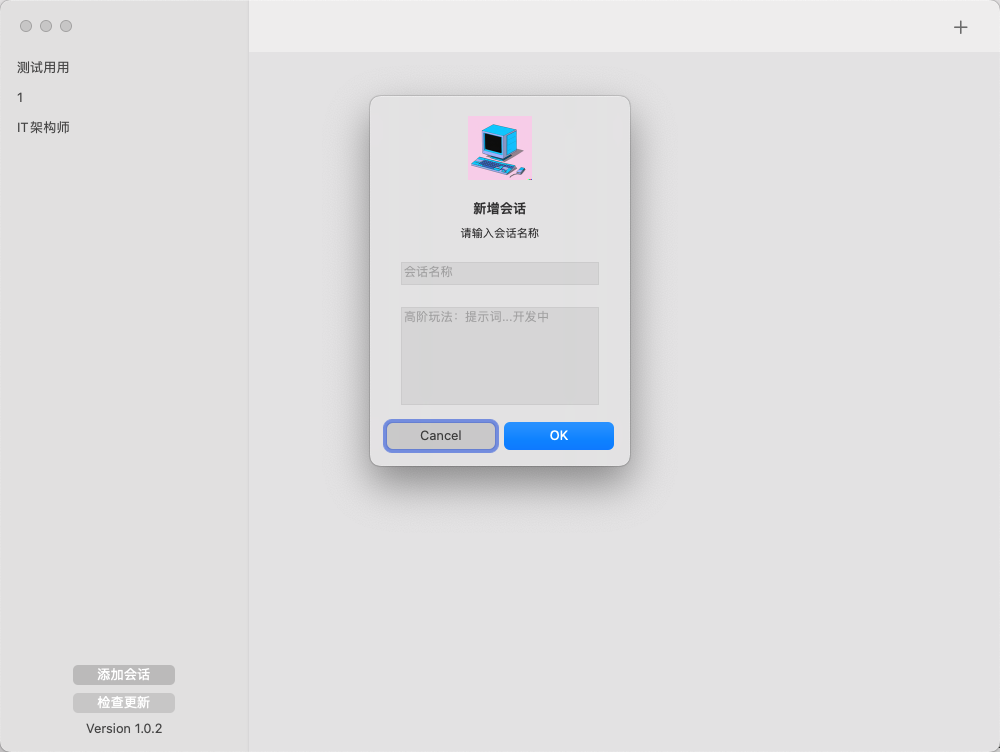 测试用用
1
IT架构师
新增会话
请输入会话名称
会话名称
高阶玩法：提示词...开发中
Cancel
OK
添加会话
检查更新
Version 1.0.2